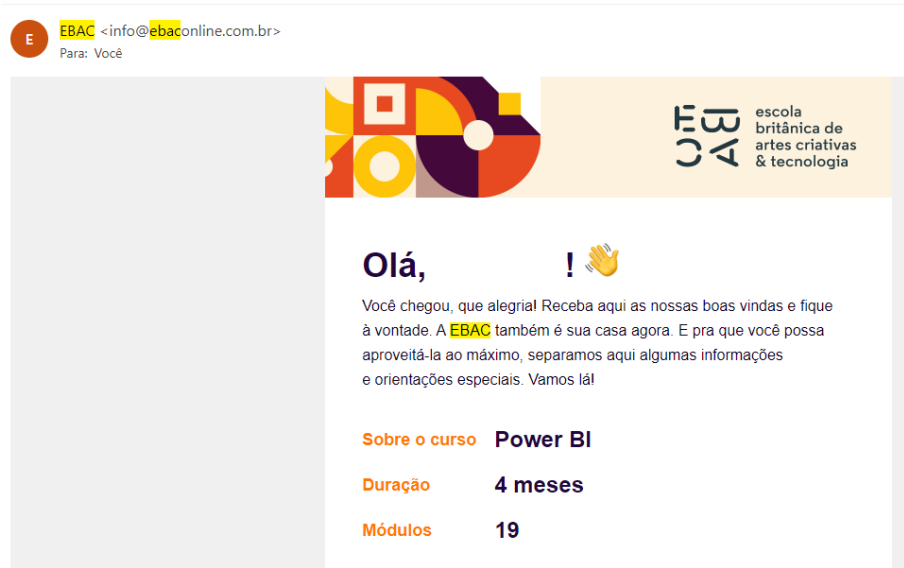 E
EBAC <info@ebaconline.com.br>
Para: Você
escola
britânica de
artes criativas
& tecnologia
EBAC
Olá, ! 👋
Você chegou, que alegria! Receba aqui as nossas boas vindas e fique
à vontade. A EBAC também é sua casa agora. E pra que você possa
aproveitá-la ao máximo, separamos aqui algumas informações
e orientações especiais. Vamos lá!
Sobre o curso Power BI
Duração 4 meses
Módulos 19